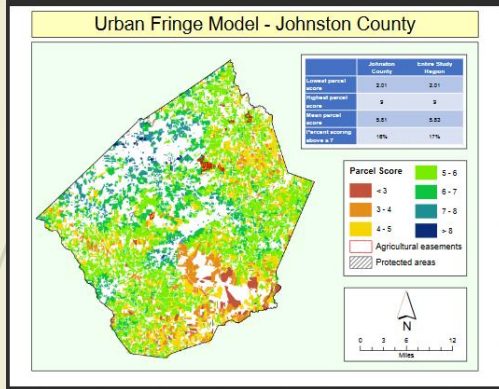 Urban Fringe Model - Johnston County
Johnston County Entire Study Region
Lowest parcel score 2.01 2.01
Highest parcel score 9 9
Mean parcel score 5.81 5.53
Percent scoring above a 7 16% 17%
Parcel Score
< 3
3 - 4
4 - 5
5 - 6
6 - 7
7 - 8
> 8
Agricultural easements
Protected areas
N
0 3 6 12
Miles